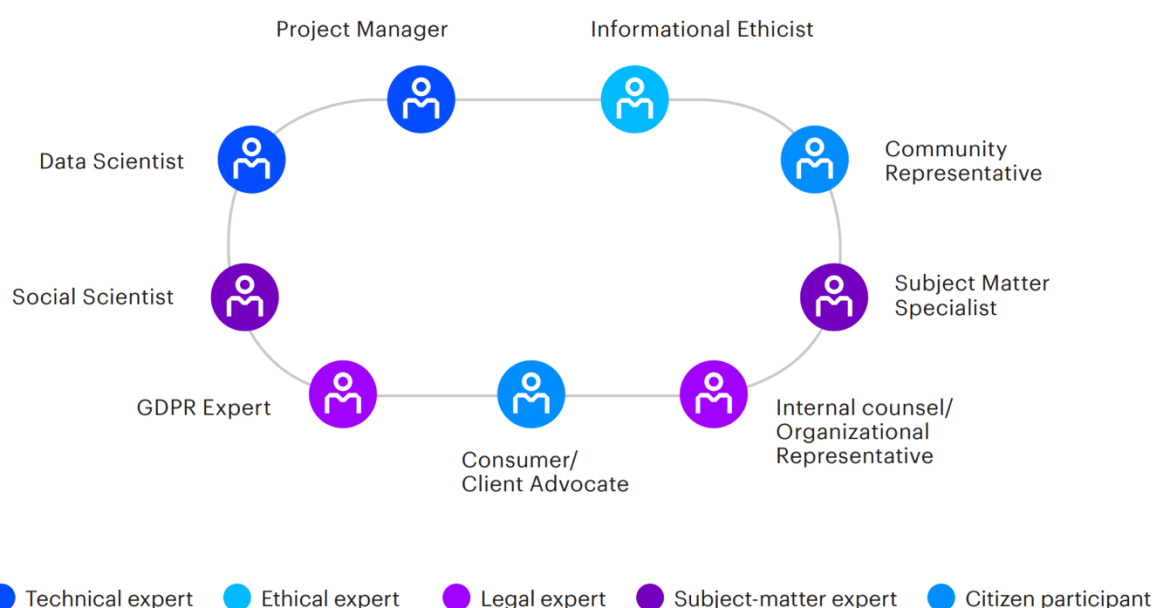 Project Manager
Informational Ethicist
Data Scientist
Community
Representative
Social Scientist
Subject Matter
Specialist
GDPR Expert
Internal counsel/
Organizational
Representative
Consumer/
Client Advocate
Technical expert
Ethical expert
Legal expert
Subject-matter expert
Citizen participant